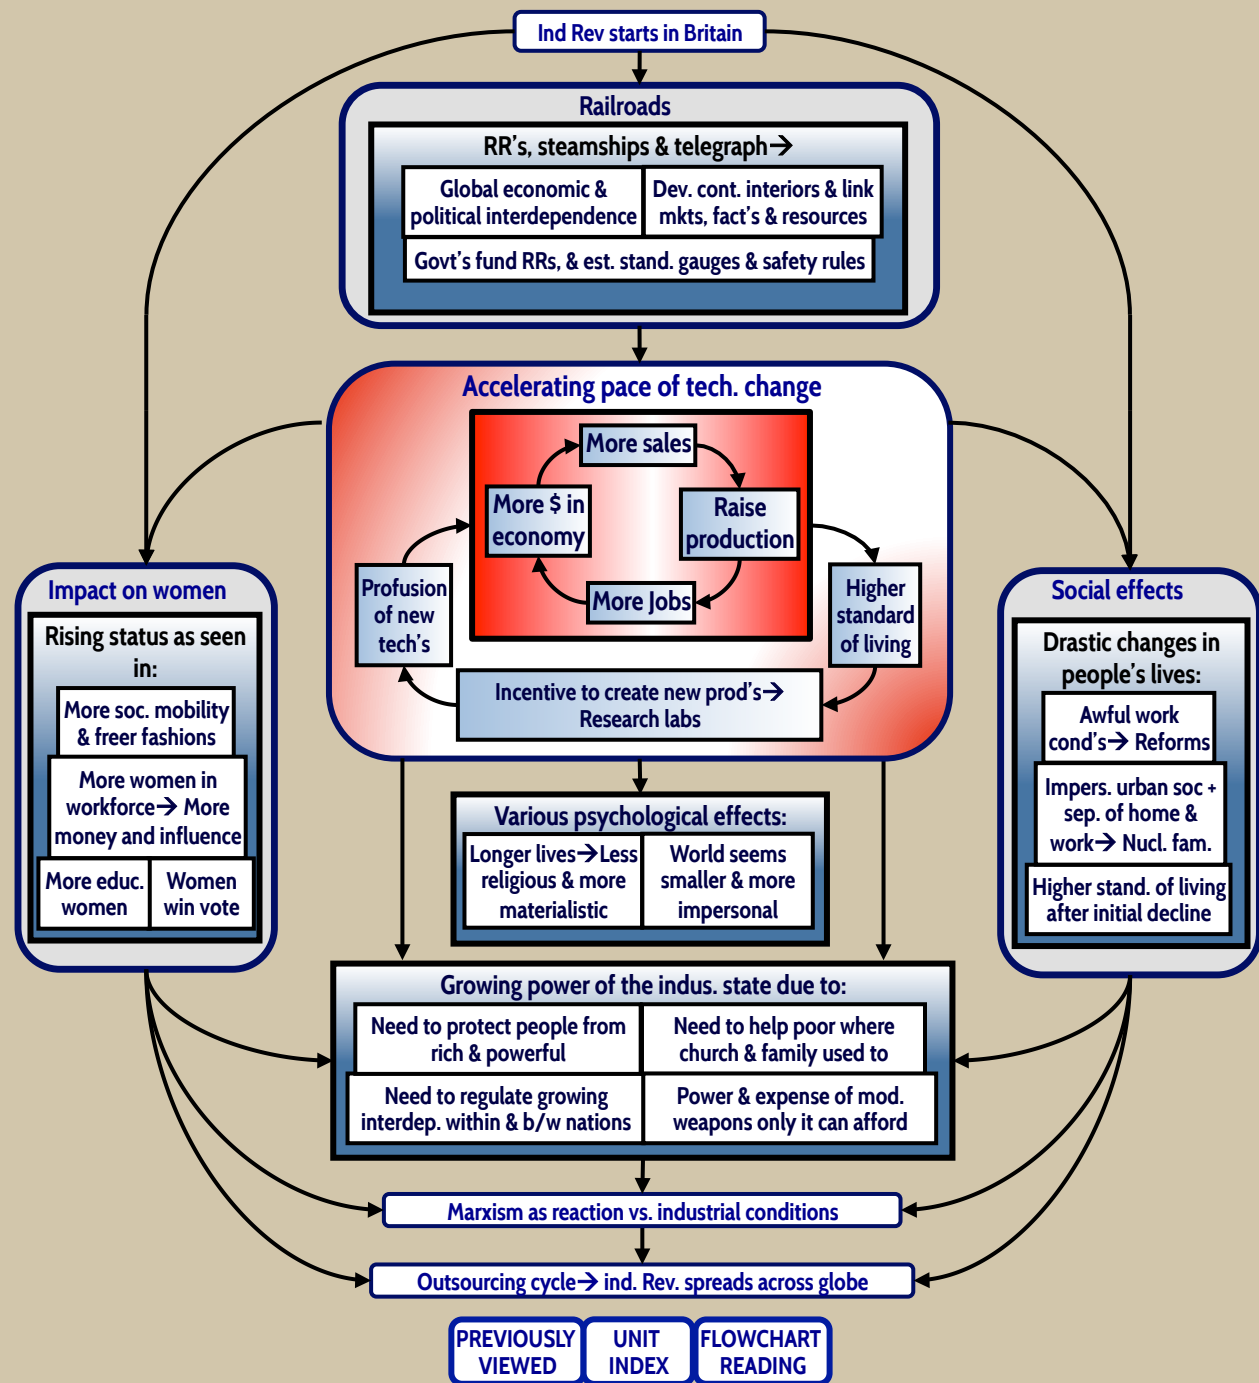 Ind Rev starts in Britain
Railroads
RR's, steamships & telegraph→
Global economic &
political interdependence
Dev. cont. interiors & link
mkts, fact's & resources
Govt's fund RRs, & est. stand. gauges & safety rules
Accelerating pace of tech. change
More sales
More $ in
economy
Raise
production
More Jobs
Profusion
of new
tech's
Higher
standard
of living
Incentive to create new prod's→
Research labs
Impact on women
Rising status as seen
in:
More soc. mobility
& freer fashions
More women in
workforce→ More
money and influence
More educ.
women
Women
win vote
Social effects
Drastic changes in
people's lives:
Awful work
cond's→ Reforms
Impers. urban soc +
sep. of home &
work→ Nucl. fam.
Higher stand. of living
after initial decline
Various psychological effects:
Longer lives→Less
religious & more
materialistic
World seems
smaller & more
impersonal
Growing power of the indus. state due to:
Need to protect people from
rich & powerful
Need to help poor where
church & family used to
Need to regulate growing
interdep. within & b/w nations
Power & expense of mod.
weapons only it can afford
Marxism as reaction vs. industrial conditions
Outsourcing cycle→ ind. Rev. spreads across globe
PREVIOUSLY
VIEWED
UNIT
INDEX
FLOWCHART
READING